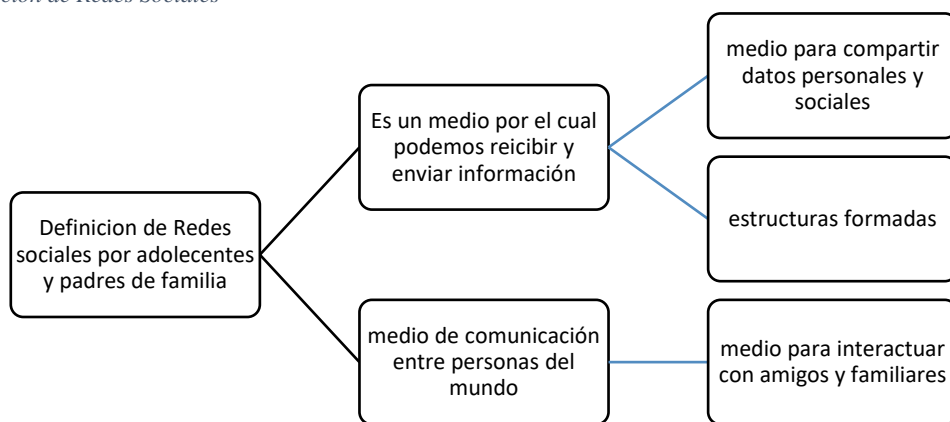 de Redes Sociales
medio para compartir
datos personales y
sociales
Es un medio por el cual
podemos reicibir y
enviar información
estructuras formadas
Definicion de Redes
sociales por adolecentes
y padres de familia
medio de comunicación
entre personas del
mundo
medio para interactuar
con amigos y familiares